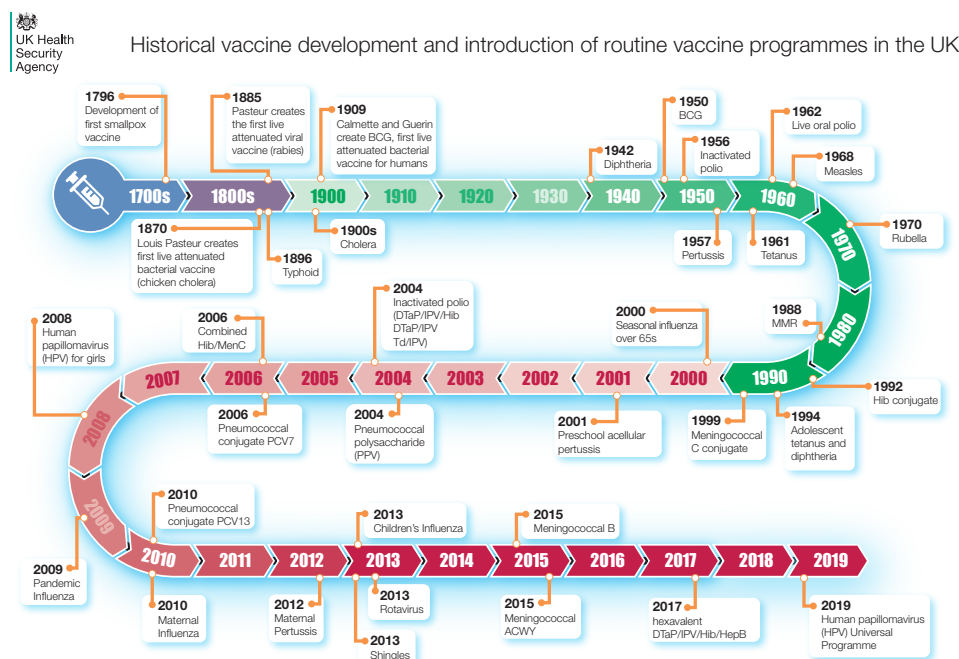 UK Health
Security
Agency
Historical vaccine development and introduction of routine vaccine programmes in the UK
1796
Development of
first smallpox
vaccine
1885
Pasteur creates
the first live
attenuated viral
vaccine (rabies)
1909
Calmette and Guerin
create BCG, first live
attenuated bacterial
vaccine for humans
1942
Diphtheria
1950
BCG
1956
Inactivated
polio
1962
Live oral polio
1968
Measles
1700s
1800s
1900
1910
1920
1930
1940
1950
1960
1970
1980
1870
Louis Pasteur creates
first live attenuated
bacterial vaccine
(chicken cholera)
1896
Typhoid
1900s
Cholera
1957
Pertussis
1961
Tetanus
1970
Rubella
2008
Human
papillomavirus
(HPV) for girls
2006
Combined
Hib/MenC
2004
Inactivated polio
(DTaP/IPV/Hib
DTaP/IPV
Td/IPV)
2000
Seasonal influenza
over 65s
1988
MMR
2008
2007
2006
2005
2004
2003
2002
2001
2000
1990
2006
Pneumococcal
conjugate PCV7
2004
Pneumococcal
polysaccharide
(PPV)
2001
Preschool acellular
pertussis
1999
Meningococcal
C conjugate
1994
Adolescent
tetanus and
diphtheria
1992
Hib conjugate
2010
Pneumococcal
conjugate PCV13
2013
Children's Influenza
2015
Meningococcal B
2009
2010
2011
2012
2013
2014
2015
2016
2017
2018
2019
2009
Pandemic
Influenza
2010
Maternal
Influenza
2012
Maternal
Pertussis
2013
Rotavirus
2013
Shingles
2015
Meningococcal
ACWY
2017
hexavalent
DTaP/IPV/Hib/HepB
2019
Human papillomavirus
(HPV) Universal
Programme